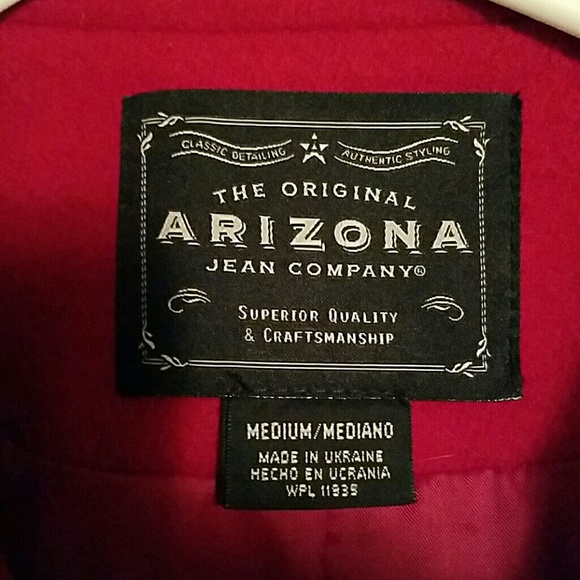 CLASSIC DETAILING AUTHENTIC STYLING
THE ORIGINAL
ARIZONA
JEAN COMPANY®
SUPERIOR QUALITY
& CRAFTSMANSHIP
MEDIUM/MEDIANO
MADE IN UKRAINE
HECHO EN UCRANIA
WPL 11935